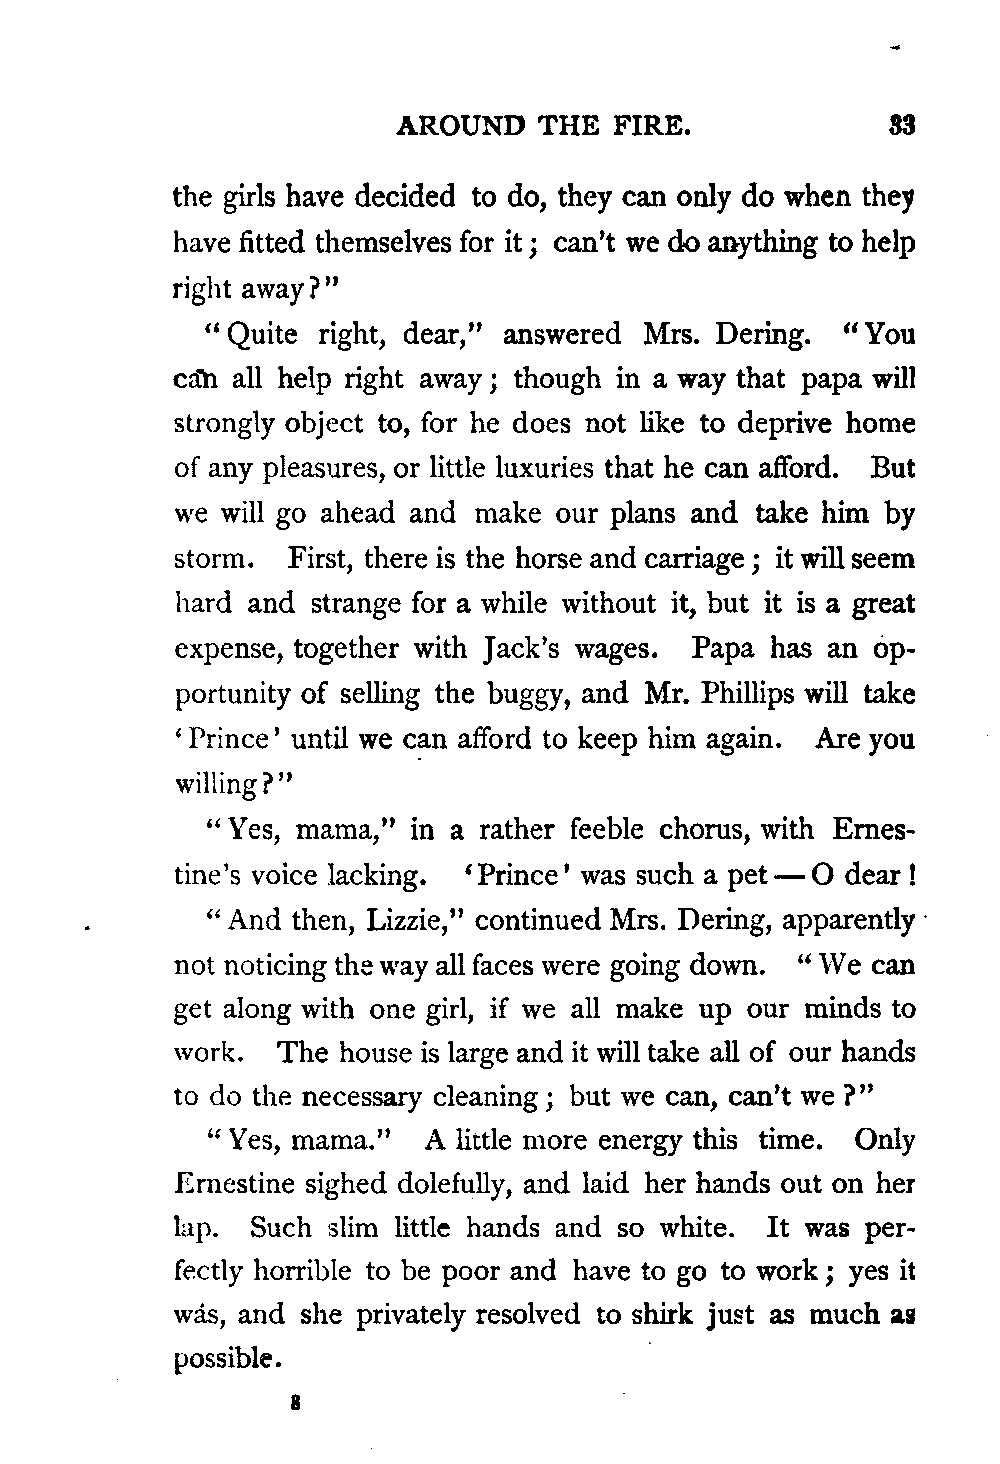 AROUND THE FIRE. 33
the girls have decided to do, they can only do when they
have fitted themselves for it; can't we do anything to help
right away?"
"Quite right, dear," answered Mrs. Dering. "You
can all help right away; though in a way that papa will
strongly object to, for he does not like to deprive home
of any pleasures, or little luxuries that he can afford. But
we will go ahead and make our plans and take him by
storm. First, there is the horse and carriage; it will seem
hard and strange for a while without it, but it is a great
expense, together with Jack's wages. Papa has an op-
portunity of selling the buggy, and Mr. Phillips will take
'Prince' until we can afford to keep him again. Are you
willing?"
"Yes, mama," in a rather feeble chorus, with Ernes-
tine's voice lacking. 'Prince' was such a pet — O dear!
"And then, Lizzie," continued Mrs. Dering, apparently
not noticing the way all faces were going down. "We can
get along with one girl, if we all make up our minds to
work. The house is large and it will take all of our hands
to do the necessary cleaning; but we can, can't we?"
"Yes, mama." A little more energy this time. Only
Ernestine sighed dolefully, and laid her hands out on her
lap. Such slim little hands and so white. It was per-
fectly horrible to be poor and have to go to work; yes it
was, and she privately resolved to shirk just as much as
possible.